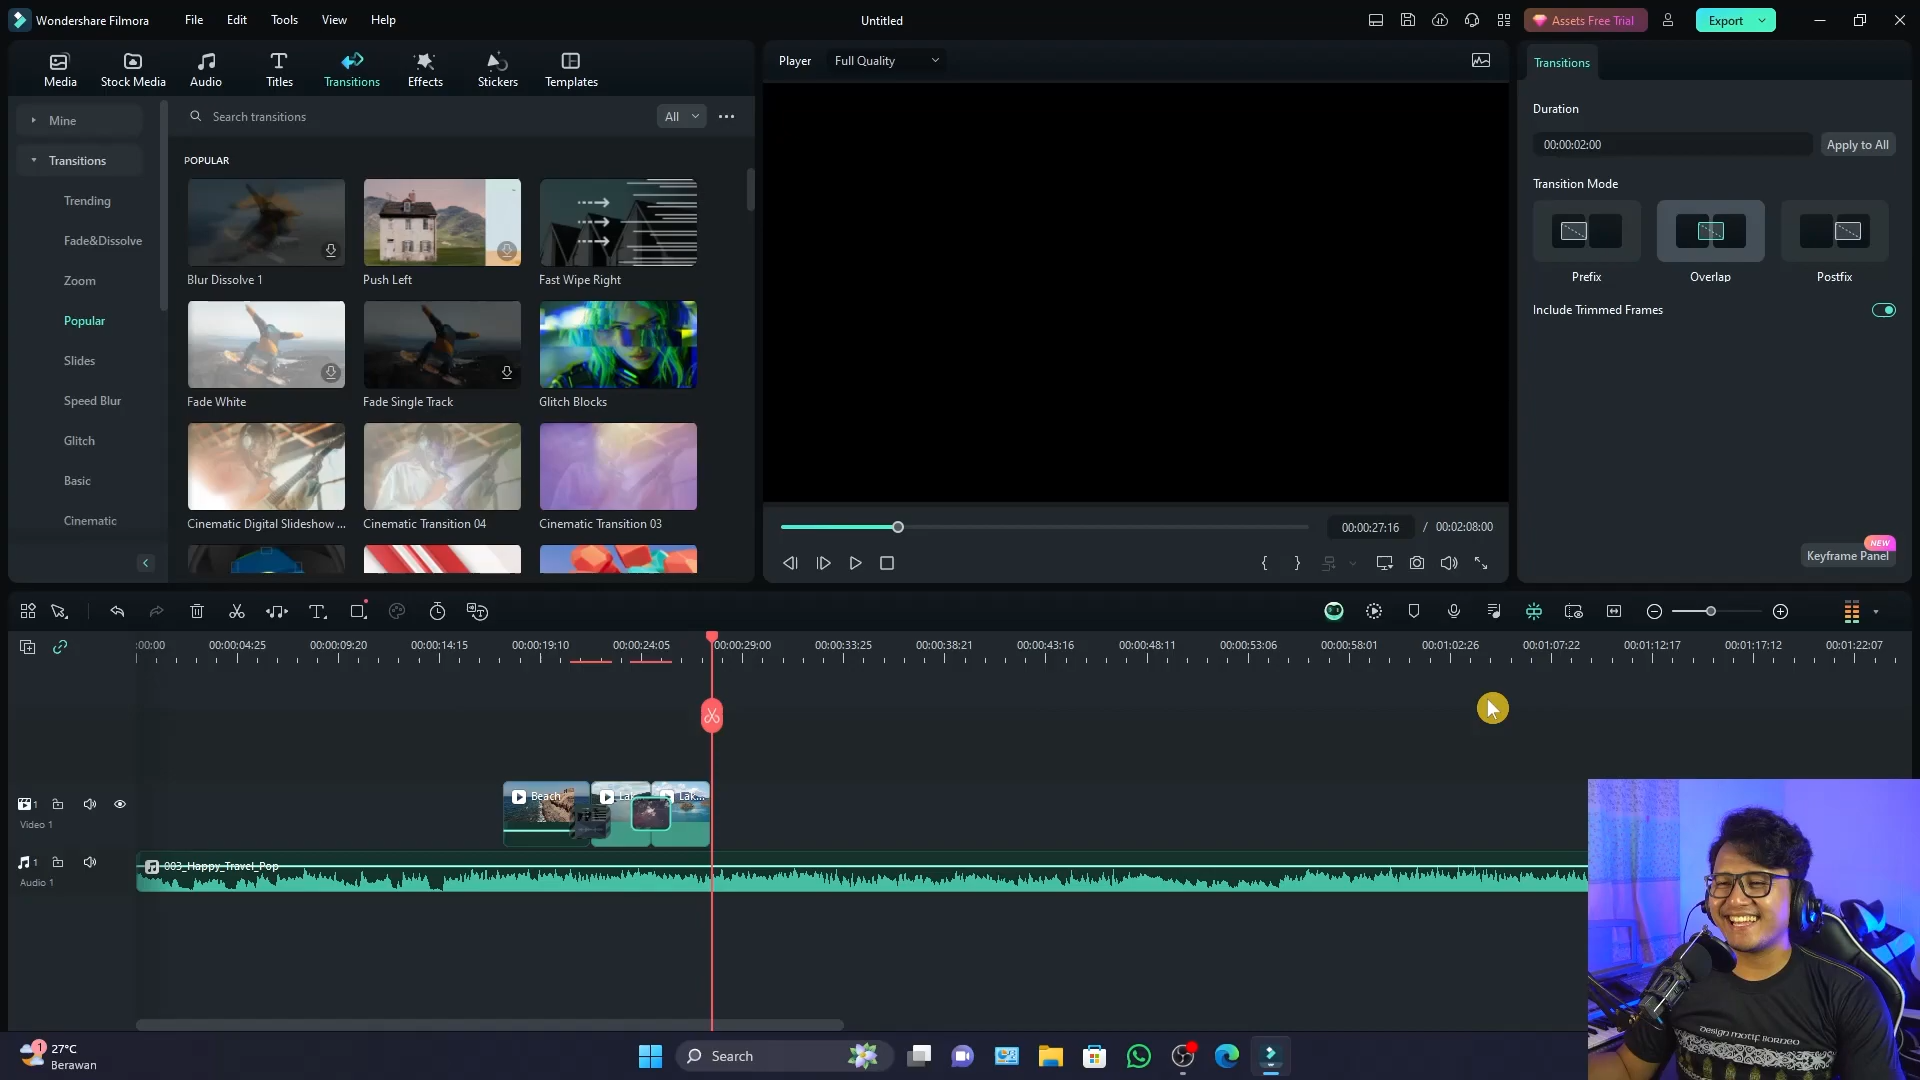 Wondershare Filmora
File
Edit
Tools
View
Help
Untitled
Assets Free Trial
Export
Media
Stock Media
Audio
Titles
Transitions
Effects
Stickers
Templates
Player
Full Quality
Transitions
Mine
Search transitions
All
Duration
00:00:02:00
Apply to All
Transitions
POPULAR
Transition Mode
Trending
Fade&Dissolve
Zoom
Popular
Slides
Speed Blur
Glitch
Basic
Cinematic
Blur Dissolve 1
Push Left
Fast Wipe Right
Fade White
Fade Single Track
Glitch Blocks
Cinematic Digital Slideshow ...
Cinematic Transition 04
Cinematic Transition 03
Prefix
Overlap
Postfix
Include Trimmed Frames
00:00:27:16 / 00:02:08:00
NEW
Keyframe Panel
:00:00
00:00:04:25
00:00:09:20
00:00:14:15
00:00:19:10
00:00:24:05
00:00:29:00
00:00:33:25
00:00:38:21
00:00:43:16
00:00:48:11
00:00:53:06
00:00:58:01
00:01:02:26
00:01:07:22
00:01:12:17
00:01:17:12
00:01:22:07
1
Video 1
Beach
Lak
Lak...
1
Audio 1
003_Happy_Travel_Pop
DESIGN MOTIF BORNEO
1
27°C
Berawan
Search